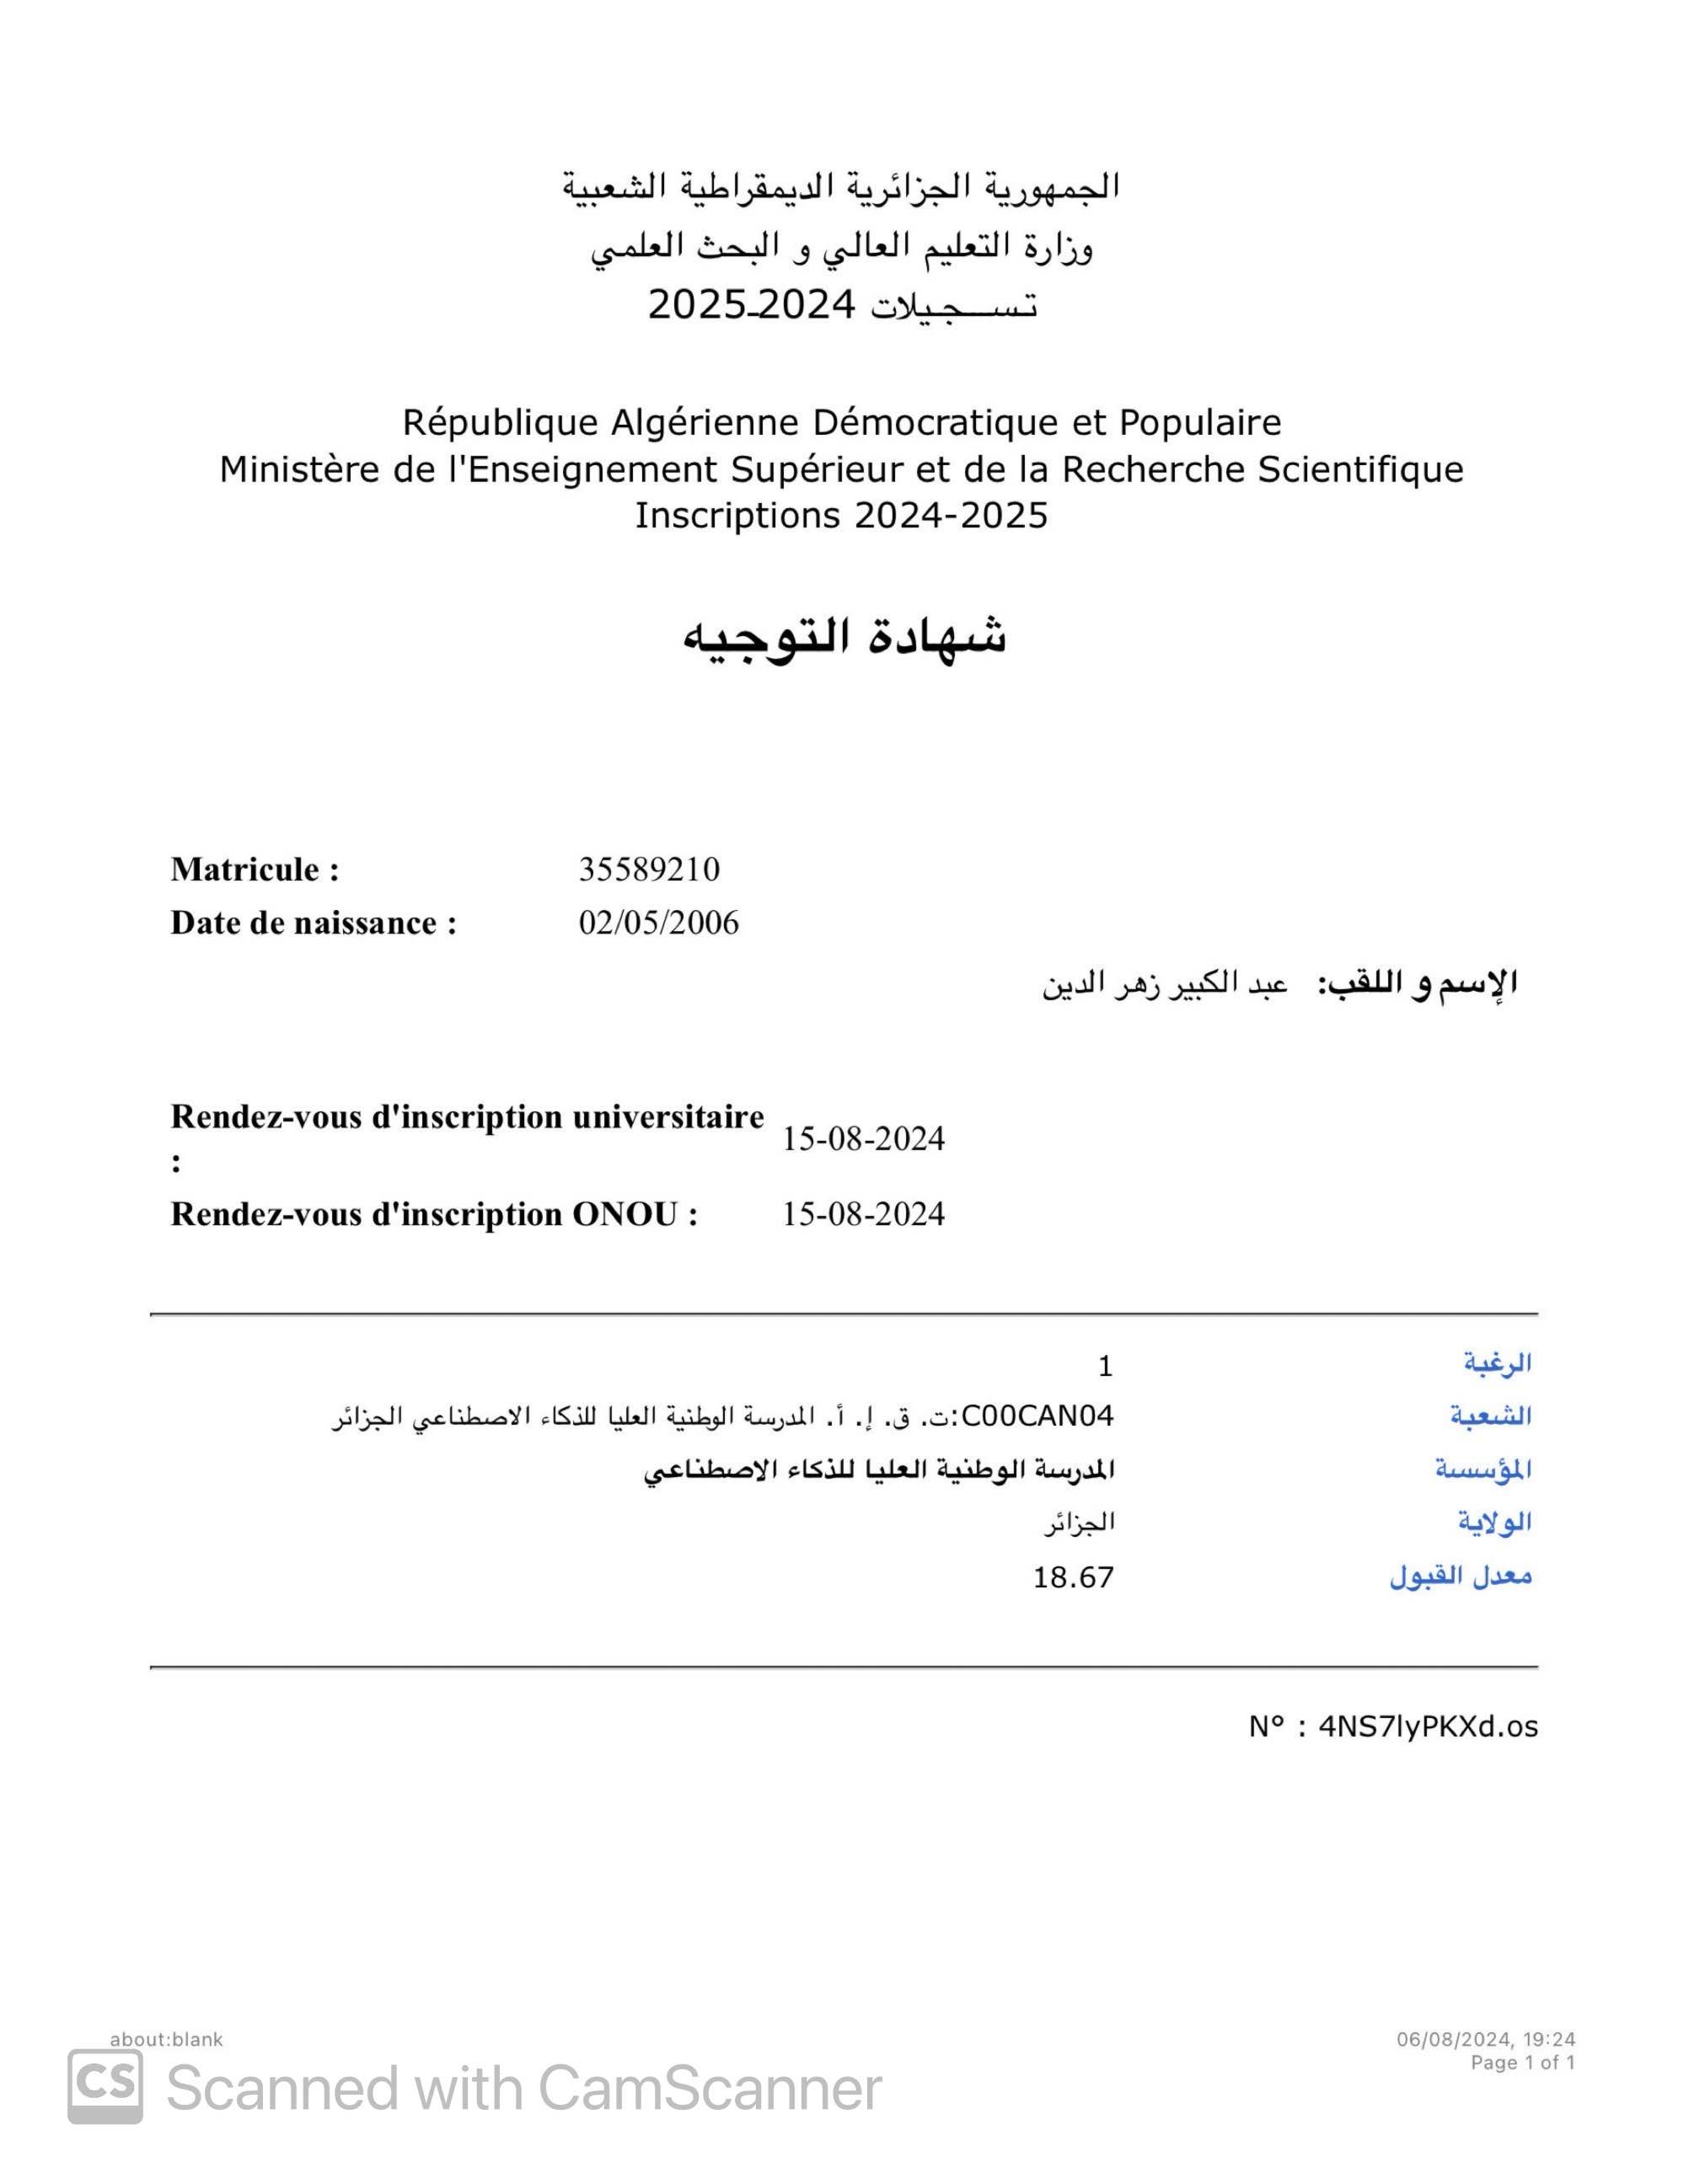 الجمهورية الجزائرية الديمقراطية الشعبية
وزارة التعليم العالي و البحث العلمي
تســـجيلات 2024ـ2025
République Algérienne Démocratique et Populaire
Ministère de l'Enseignement Supérieur et de la Recherche Scientifique
Inscriptions 2024-2025
شهادة التوجيه
Matricule : 35589210
Date de naissance : 02/05/2006
الإسم و اللقب: عبد الكبير زهر الدين
Rendez-vous d'inscription universitaire : 15-08-2024
Rendez-vous d'inscription ONOU : 15-08-2024
الرغبة 1
الشعبة C00CAN04:ت. ق. إ. أ. المدرسة الوطنية العليا للذكاء الاصطناعي الجزائر
المؤسسة المدرسة الوطنية العليا للذكاء الاصطناعي
الولاية الجزائر
معدل القبول 18.67
N° : 4NS7lyPKXd.os
about:blank
06/08/2024, 19:24
Page 1 of 1
CS Scanned with CamScanner